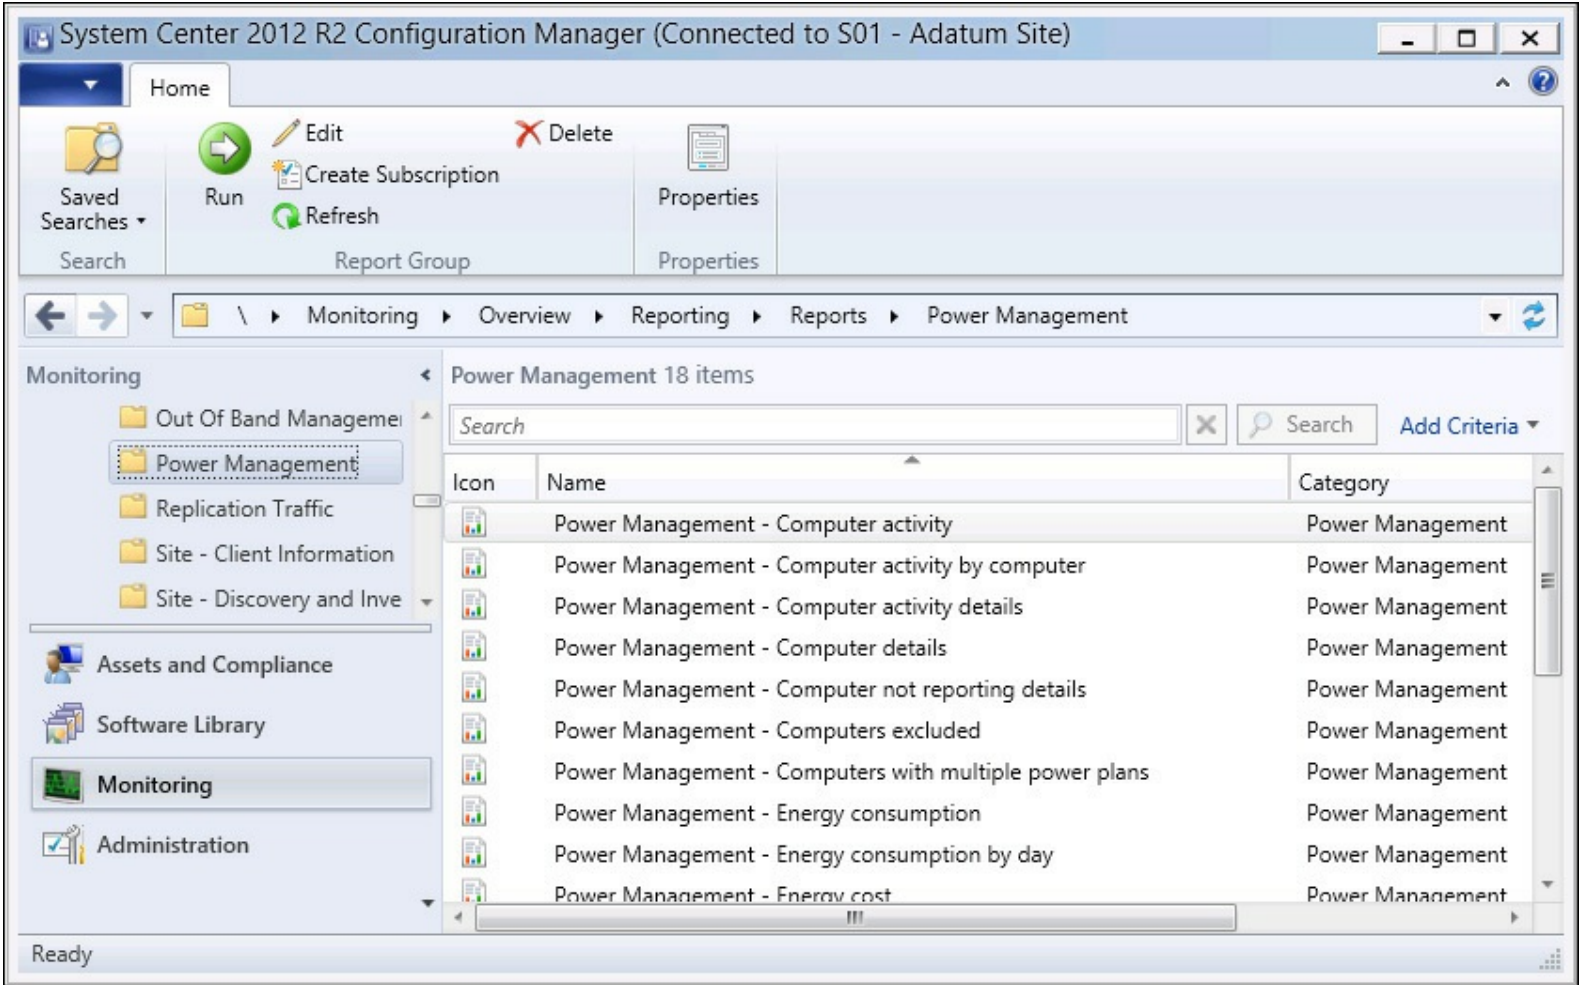 System Center 2012 R2 Configuration Manager (Connected to S01 - Adatum Site)
Home
Saved Searches
Run
Edit
Create Subscription
Refresh
Delete
Properties
Search
Report Group
Properties
\ Monitoring Overview Reporting Reports Power Management
Monitoring
Out Of Band Managemei
Power Management
Replication Traffic
Site - Client Information
Site - Discovery and Inve
Assets and Compliance
Software Library
Monitoring
Administration
Power Management 18 items
Search
Search
Add Criteria
Icon Name Category
Power Management - Computer activity Power Management
Power Management - Computer activity by computer Power Management
Power Management - Computer activity details Power Management
Power Management - Computer details Power Management
Power Management - Computer not reporting details Power Management
Power Management - Computers excluded Power Management
Power Management - Computers with multiple power plans Power Management
Power Management - Energy consumption Power Management
Power Management - Energy consumption by day Power Management
Power Management - Energy cost Power Management
Ready